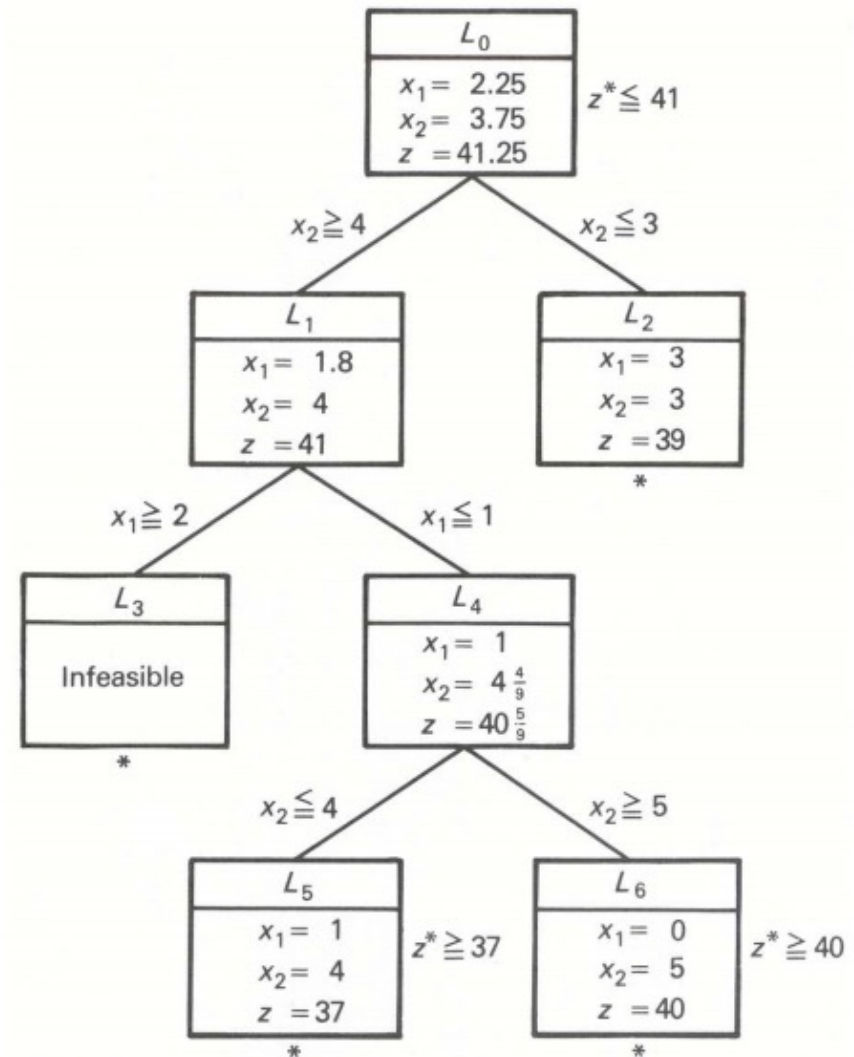 L₀
x₁ = 2.25
x₂ = 3.75
z = 41.25
z* ≦ 41
x₂ ≧ 4
x₂ ≦ 3
L₁
x₁ = 1.8
x₂ = 4
z = 41
L₂
x₁ = 3
x₂ = 3
z = 39
*
x₁ ≧ 2
x₁ ≦ 1
L₃
Infeasible
*
L₄
x₁ = 1
x₂ = 4 4/9
z = 40 5/9
x₂ ≦ 4
x₂ ≧ 5
L₅
x₁ = 1
x₂ = 4
z = 37
*
z* ≧ 37
L₆
x₁ = 0
x₂ = 5
z = 40
*
z* ≧ 40